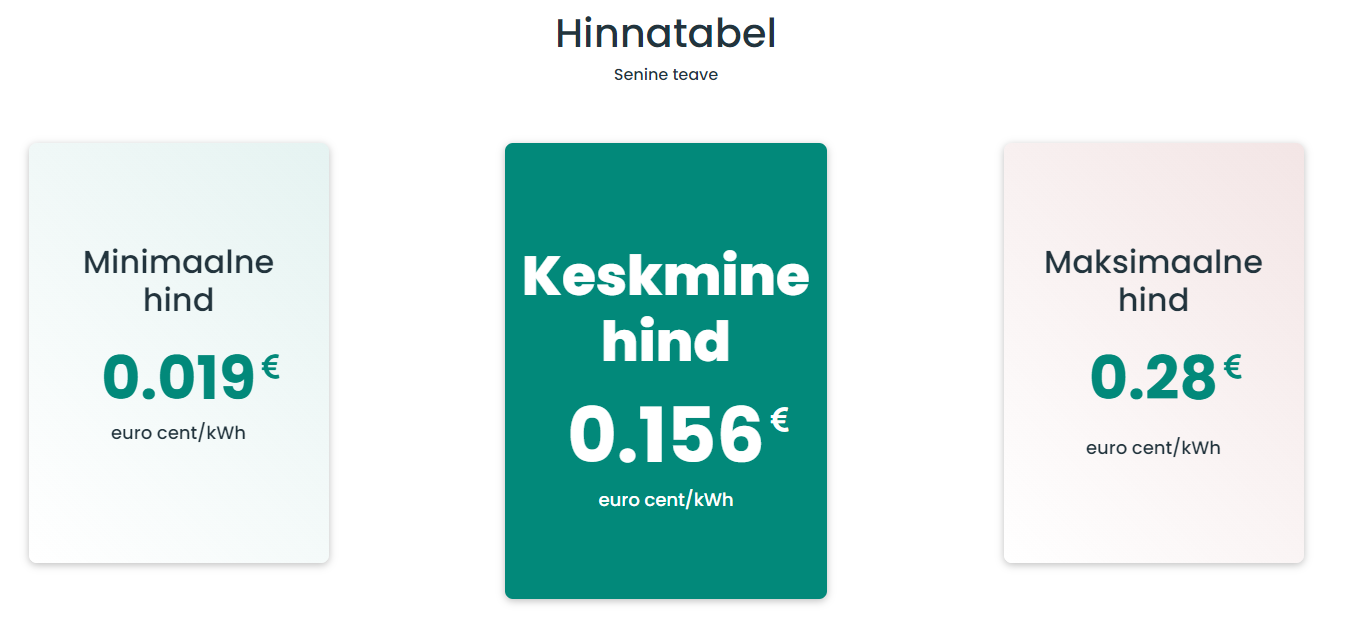 Hinnatabel
Senine teave
Minimaalne
hind
0.019€
euro cent/kWh
Keskmine
hind
0.156€
euro cent/kWh
Maksimaalne
hind
0.28€
euro cent/kWh